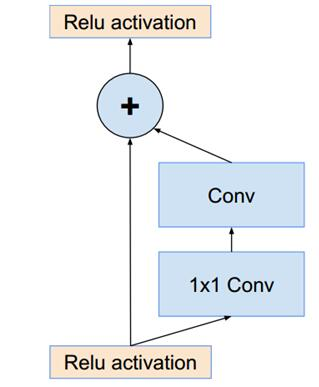 Relu activation
+
Conv
1x1 Conv
Relu activation